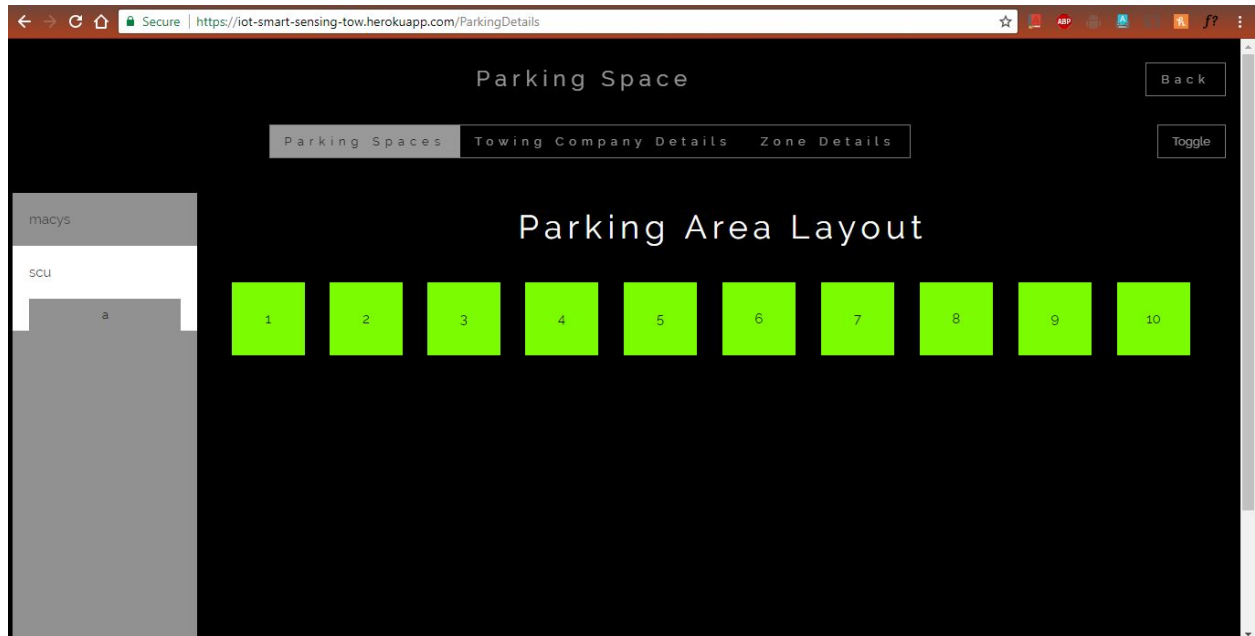 Secure https://iot-smart-sensing-tow.herokuapp.com/ParkingDetails ABP f?
Parking Space
Back
Parking Spaces Towing Company Details Zone Details
Toggle
macys
scu
a
Parking Area Layout
1 2 3 4 5 6 7 8 9 10